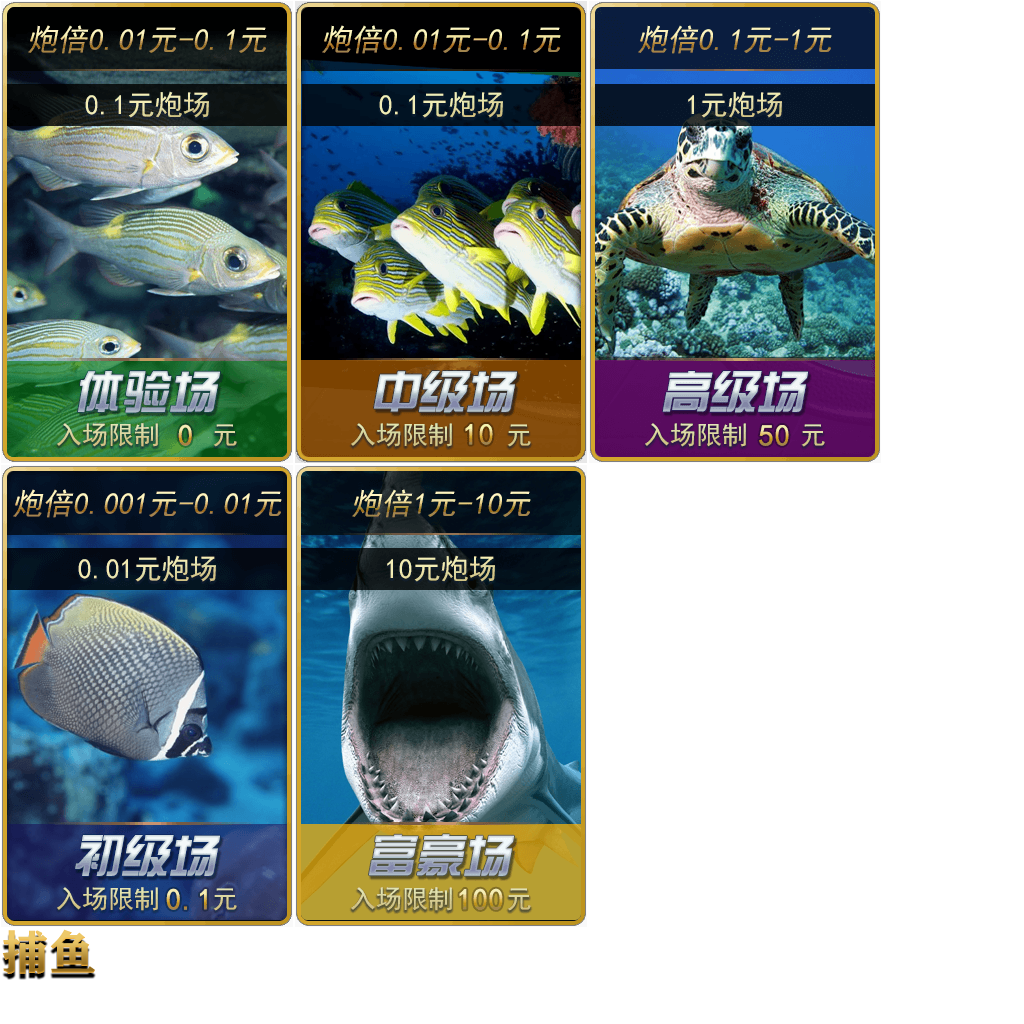 炮倍0.01元-0.1元
0.1元炮场
体验场
入场限制 0 元
炮倍0.01元-0.1元
0.1元炮场
中级场
入场限制 10 元
炮倍0.1元-1元
1元炮场
高级场
入场限制 50 元
炮倍0.001元-0.01元
0.01元炮场
初级场
入场限制 0.1元
炮倍1元-10元
10元炮场
富豪场
入场限制100元
捕鱼